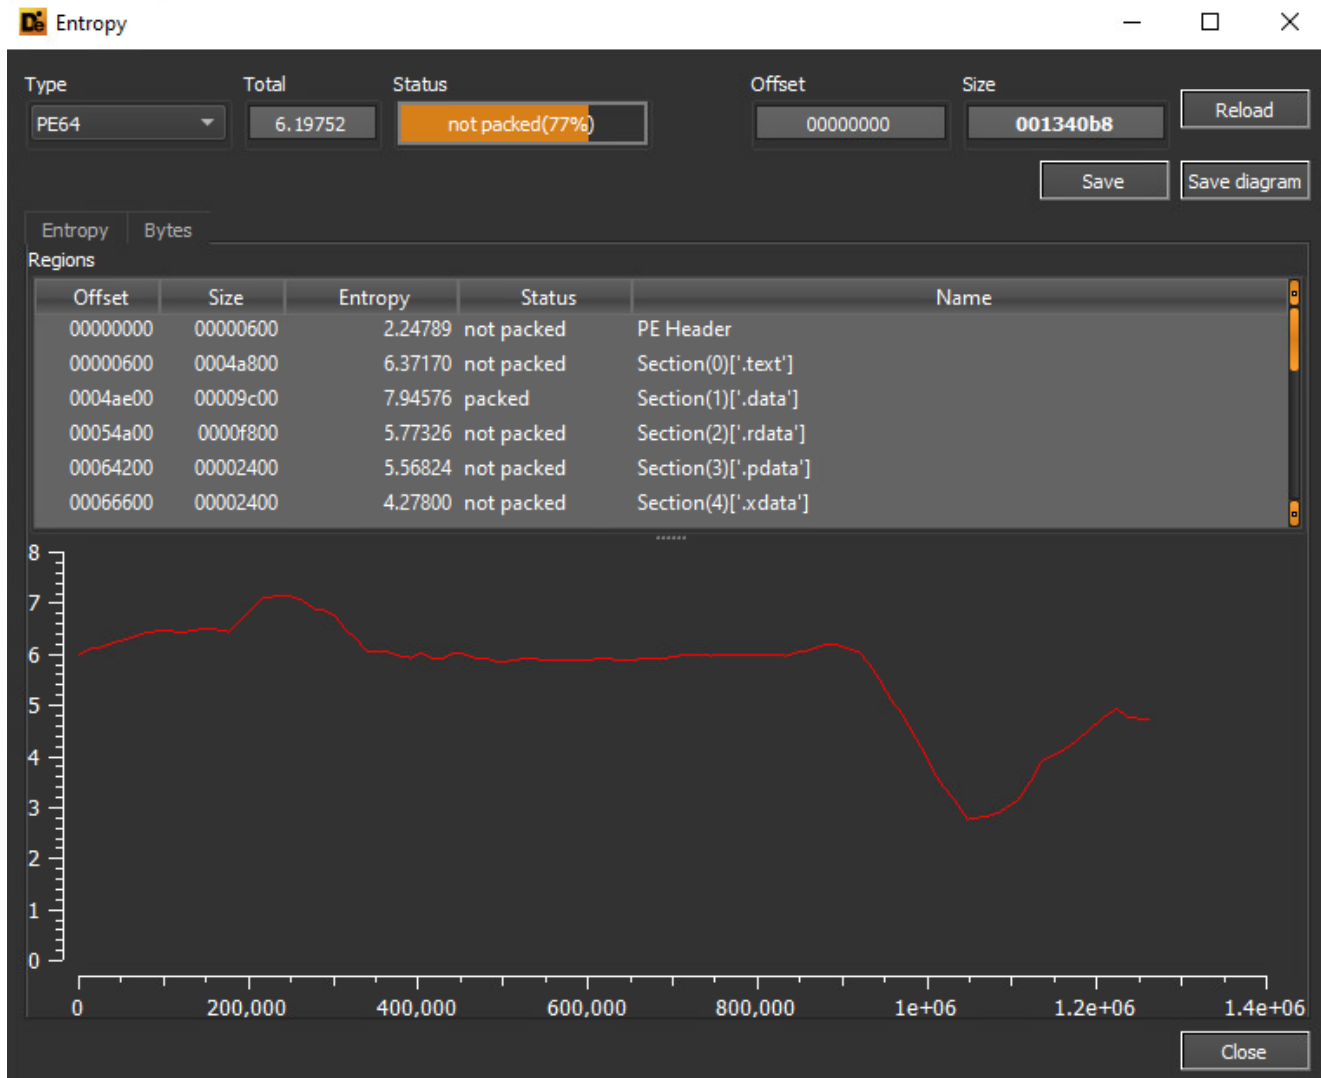 De Entropy
Type Total Status Offset Size
PE64 6.19752 not packed(77%) 00000000 001340b8 Reload
Save Save diagram
Entropy Bytes
Regions
Offset Size Entropy Status Name
00000000 00000600 2.24789 not packed PE Header
00000600 0004a800 6.37170 not packed Section(0)['.text']
0004ae00 00009c00 7.94576 packed Section(1)['.data']
00054a00 0000f800 5.77326 not packed Section(2)['.rdata']
00064200 00002400 5.56824 not packed Section(3)['.pdata']
00066600 00002400 4.27800 not packed Section(4)['.xdata']
8
7
6
5
4
3
2
1
0
0 200,000 400,000 600,000 800,000 1e+06 1.2e+06 1.4e+06
Close